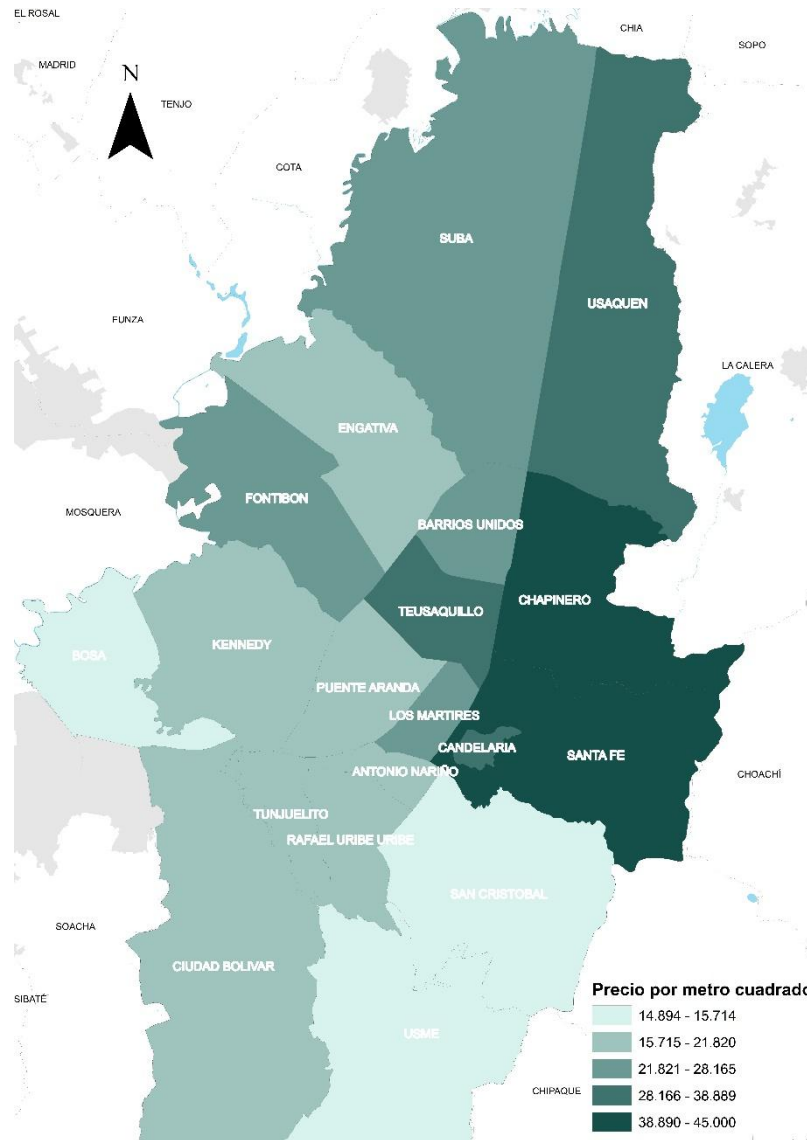 EL ROSAL
CHIA
SOPO
MADRID
N
TENJO
COTA
SUBA
USAQUEN
FUNZA
LA CALERA
ENGATIVA
FONTIBON
MOSQUERA
BARRIOS UNIDOS
CHAPINERO
TEUSAQUILLO
KENNEDY
BOSA
PUENTE ARANDA
LOS MARTIRES
CANDELARIA
SANTA FE
ANTONIO NARIÑO
CHOACHÍ
TUNJUELITO
RAFAEL URIBE URIBE
SAN CRISTOBAL
SOACHA
CIUDAD BOLIVAR
SIBATÉ
USME
CHIPAQUE
Precio por metro cuadrado
14.894 - 15.714
15.715 - 21.820
21.821 - 28.165
28.166 - 38.889
38.890 - 45.000